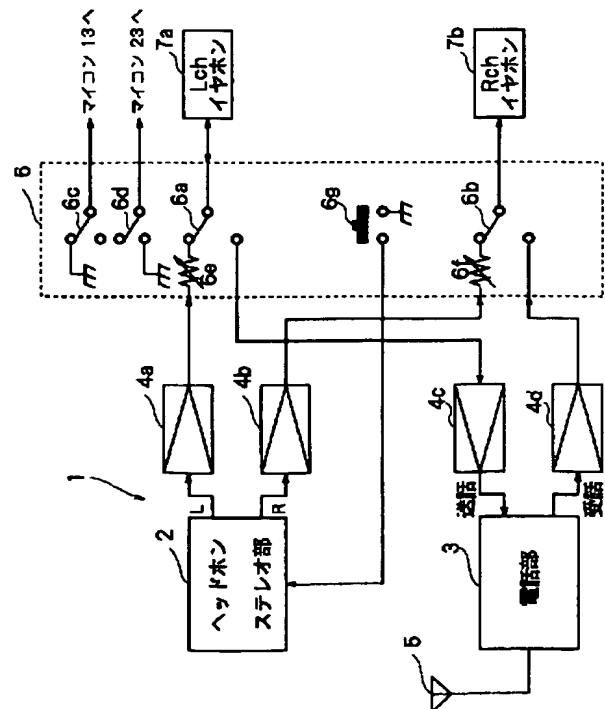 1
5
2
ヘッドホン
ステレオ部
3
電話部
L
R
送話
受話
4a
4b
4c
4d
6
6c
6d
6a
6e
6g
6b
6f
マイコン 13へ
マイコン 23へ
7a
Lch
イヤホン
7b
Rch
イヤホン